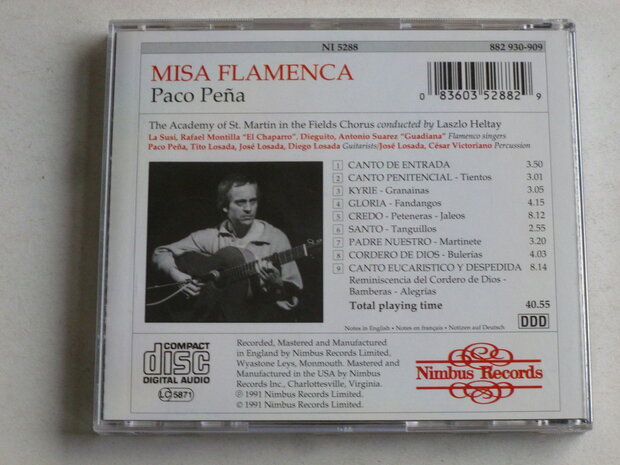 NI 5288 882 930-909
MISA FLAMENCA
Paco Peña
0 83603 52882 9
The Academy of St. Martin in the Fields Chorus conducted by Laszlo Heltay
La Susi, Rafael Montilla "El Chaparro", Dieguito, Antonio Suarez "Guadiana" Flamenco singers
Paco Peña, Tito Losada, José Losada, Diego Losada Guitarists/José Losada, César Victoriano Percussion
1 CANTO DE ENTRADA 3.50
2 CANTO PENITENCIAL - Tientos 3.01
3 KYRIE - Granainas 3.05
4 GLORIA - Fandangos 4.15
5 CREDO - Peteneras - Jaleos 8.12
6 SANTO - Tanguillos 2.55
7 PADRE NUESTRO - Martinete 3.20
8 CORDERO DE DIOS - Bulerías 4.03
9 CANTO EUCARISTICO Y DESPEDIDA 8.14
Reminiscencia del Cordero de Dios -
Bamberas - Alegrías
Total playing time 40.55
Notes in English • Notes en français • Notizen auf Deutsch
DDD
COMPACT
disc
DIGITAL AUDIO
LC 5871
Recorded, Mastered and Manufactured
in England by Nimbus Records Limited,
Wyastone Leys, Monmouth. Mastered and
Manufactured in the USA by Nimbus
Records Inc., Charlottesville, Virginia.
℗ 1991 Nimbus Records Limited.
© 1991 Nimbus Records Limited.
Nimbus Records